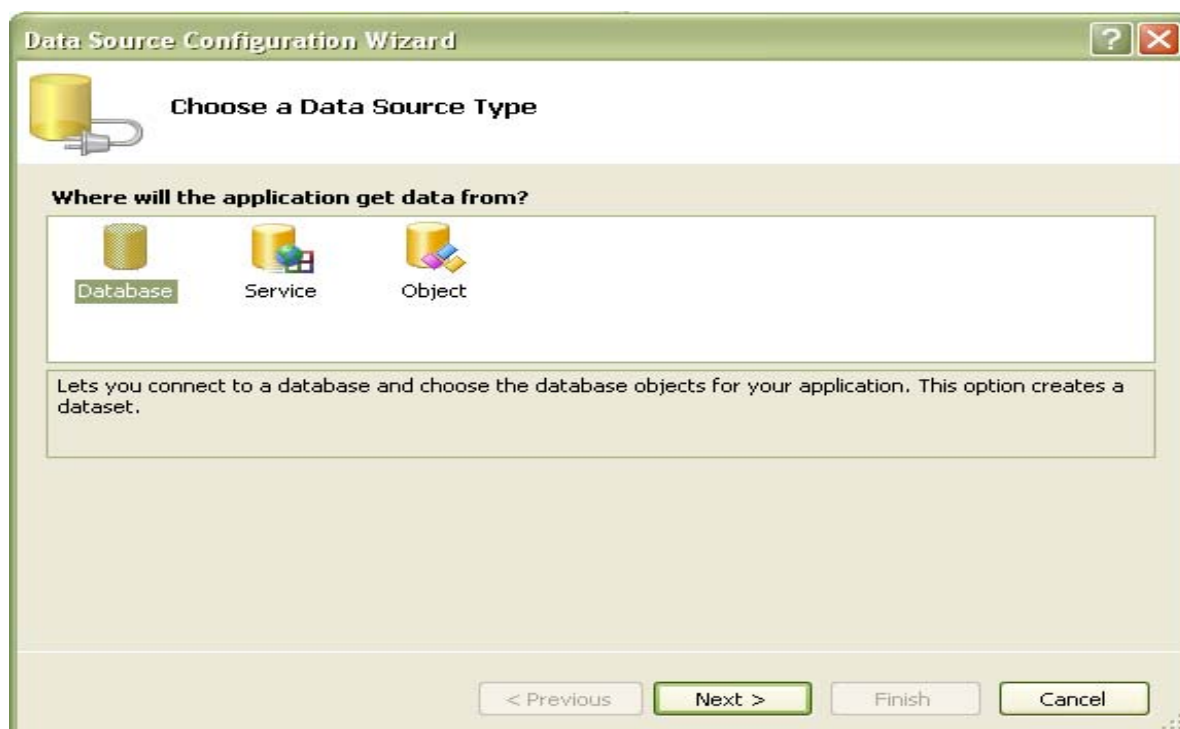 Data Source Configuration Wizard
Choose a Data Source Type
Where will the application get data from?
Database
Service
Object
Lets you connect to a database and choose the database objects for your application. This option creates a
dataset.
< Previous
Next >
Finish
Cancel